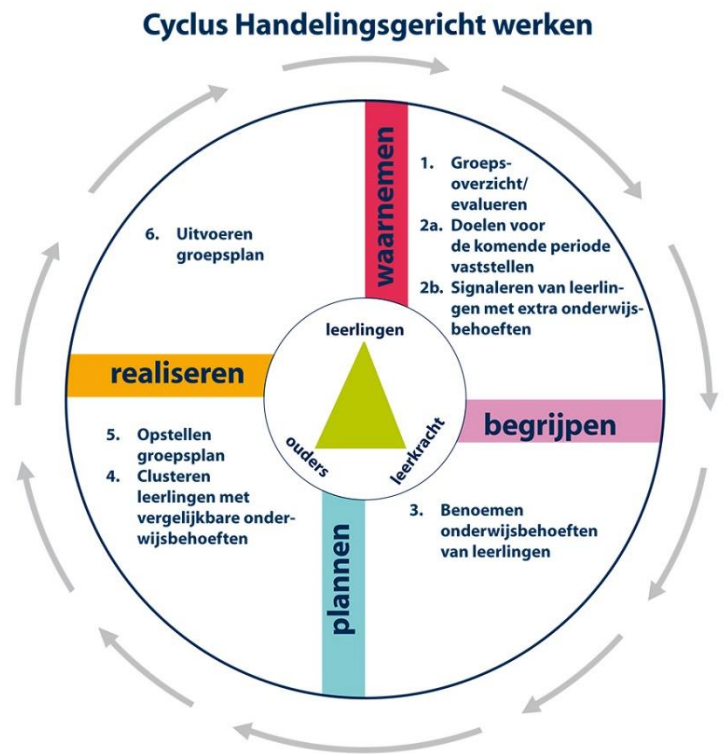 Cyclus Handelingsgericht werken
waarnemen
1. Groeps-
overzicht/
evalueren
2a. Doelen voor
de komende periode
vaststellen
2b. Signaleren van leerlin-
gen met extra onderwijs-
behoeften
begrijpen
3. Benoemen
onderwijsbehoeften
van leerlingen
plannen
5. Opstellen
groepsplan
4. Clusteren
leerlingen met
vergelijkbare onder-
wijsbehoeften
realiseren
6. Uitvoeren
groepsplan
leerlingen
ouders
leerkracht